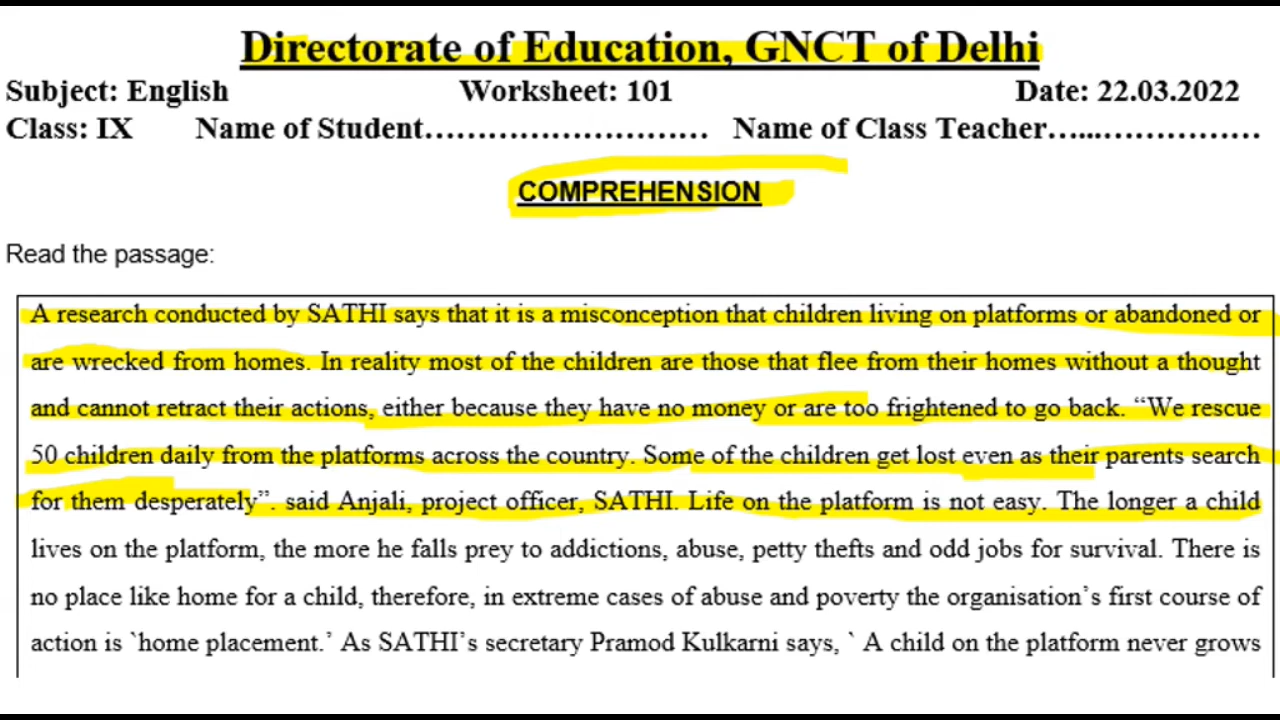 Directorate of Education, GNCT of Delhi
Subject: English Worksheet: 101 Date: 22.03.2022
Class: IX Name of Student………………………… Name of Class Teacher…...……………
COMPREHENSION
Read the passage:
A research conducted by SATHI says that it is a misconception that children living on platforms or abandoned or
are wrecked from homes. In reality most of the children are those that flee from their homes without a thought
and cannot retract their actions, either because they have no money or are too frightened to go back. “We rescue
50 children daily from the platforms across the country. Some of the children get lost even as their parents search
for them desperately”. said Anjali, project officer, SATHI. Life on the platform is not easy. The longer a child
lives on the platform, the more he falls prey to addictions, abuse, petty thefts and odd jobs for survival. There is
no place like home for a child, therefore, in extreme cases of abuse and poverty the organisation’s first course of
action is `home placement.’ As SATHI’s secretary Pramod Kulkarni says, ` A child on the platform never grows